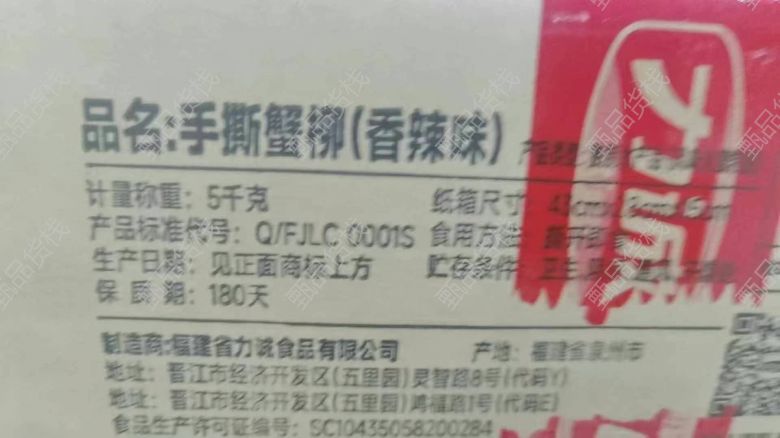 力诚
品名:手撕蟹柳(香辣味)
计量称重: 5千克 纸箱尺寸
产品标准代号: Q/FJLC 0001S 食用方法:
生产日期: 见正面商标上方 贮存条件:
保质期: 180天
制造商:福建省力诚食品有限公司 产地: 福建省泉州市
地址: 晋江市经济开发区(五里园)灵智路8号(代码Y)
地址: 晋江市经济开发区(五里园)鸿福路1号(代码E)
食品生产许可证编号: SC10435058200284
甄品货栈